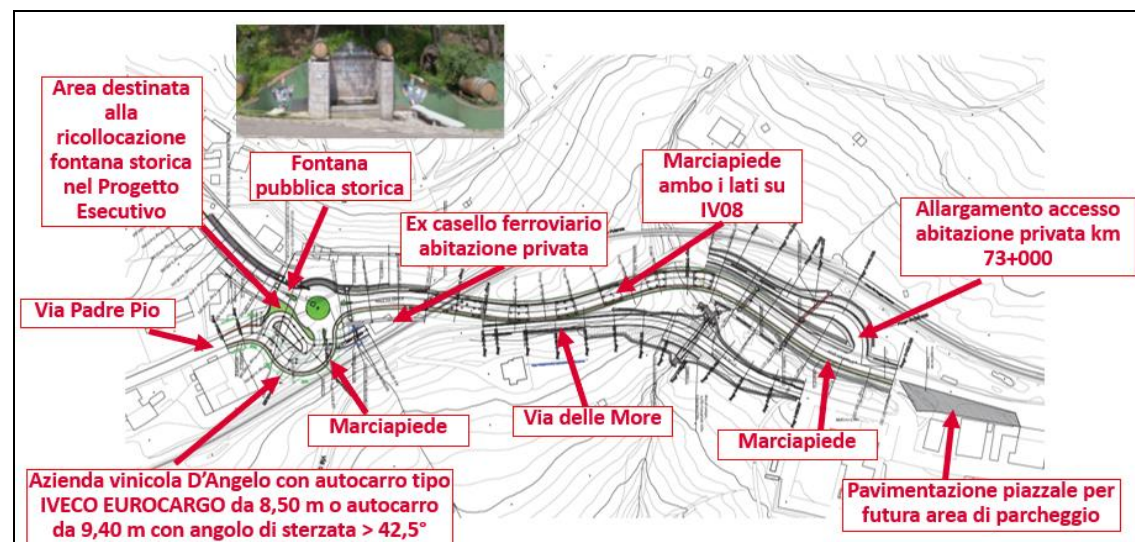 Area destinata
alla
ricollocazione
fontana storica
nel Progetto
Esecutivo
Fontana
pubblica storica
Ex casello ferroviario
abitazione privata
Marciapiede
ambo i lati su
IV08
Allargamento accesso
abitazione privata km
73+000
Via Padre Pio
Marciapiede
Via delle More
Marciapiede
Azienda vinicola D'Angelo con autocarro tipo
IVECO EUROCARGO da 8,50 m o autocarro
da 9,40 m con angolo di sterzata > 42,5°
Pavimentazione piazzale per
futura area di parcheggio